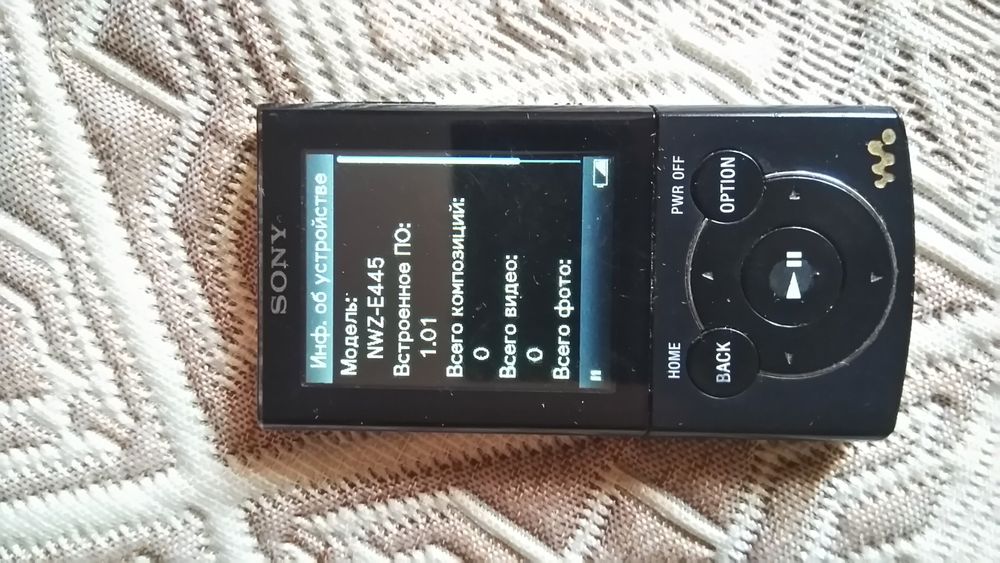 SONY
Инф. об устройстве
Модель:
NWZ-E445
Встроенное ПО:
1.01
Всего композиций:
0
Всего видео:
0
Всего фото:
HOME
PWR OFF
BACK
OPTION